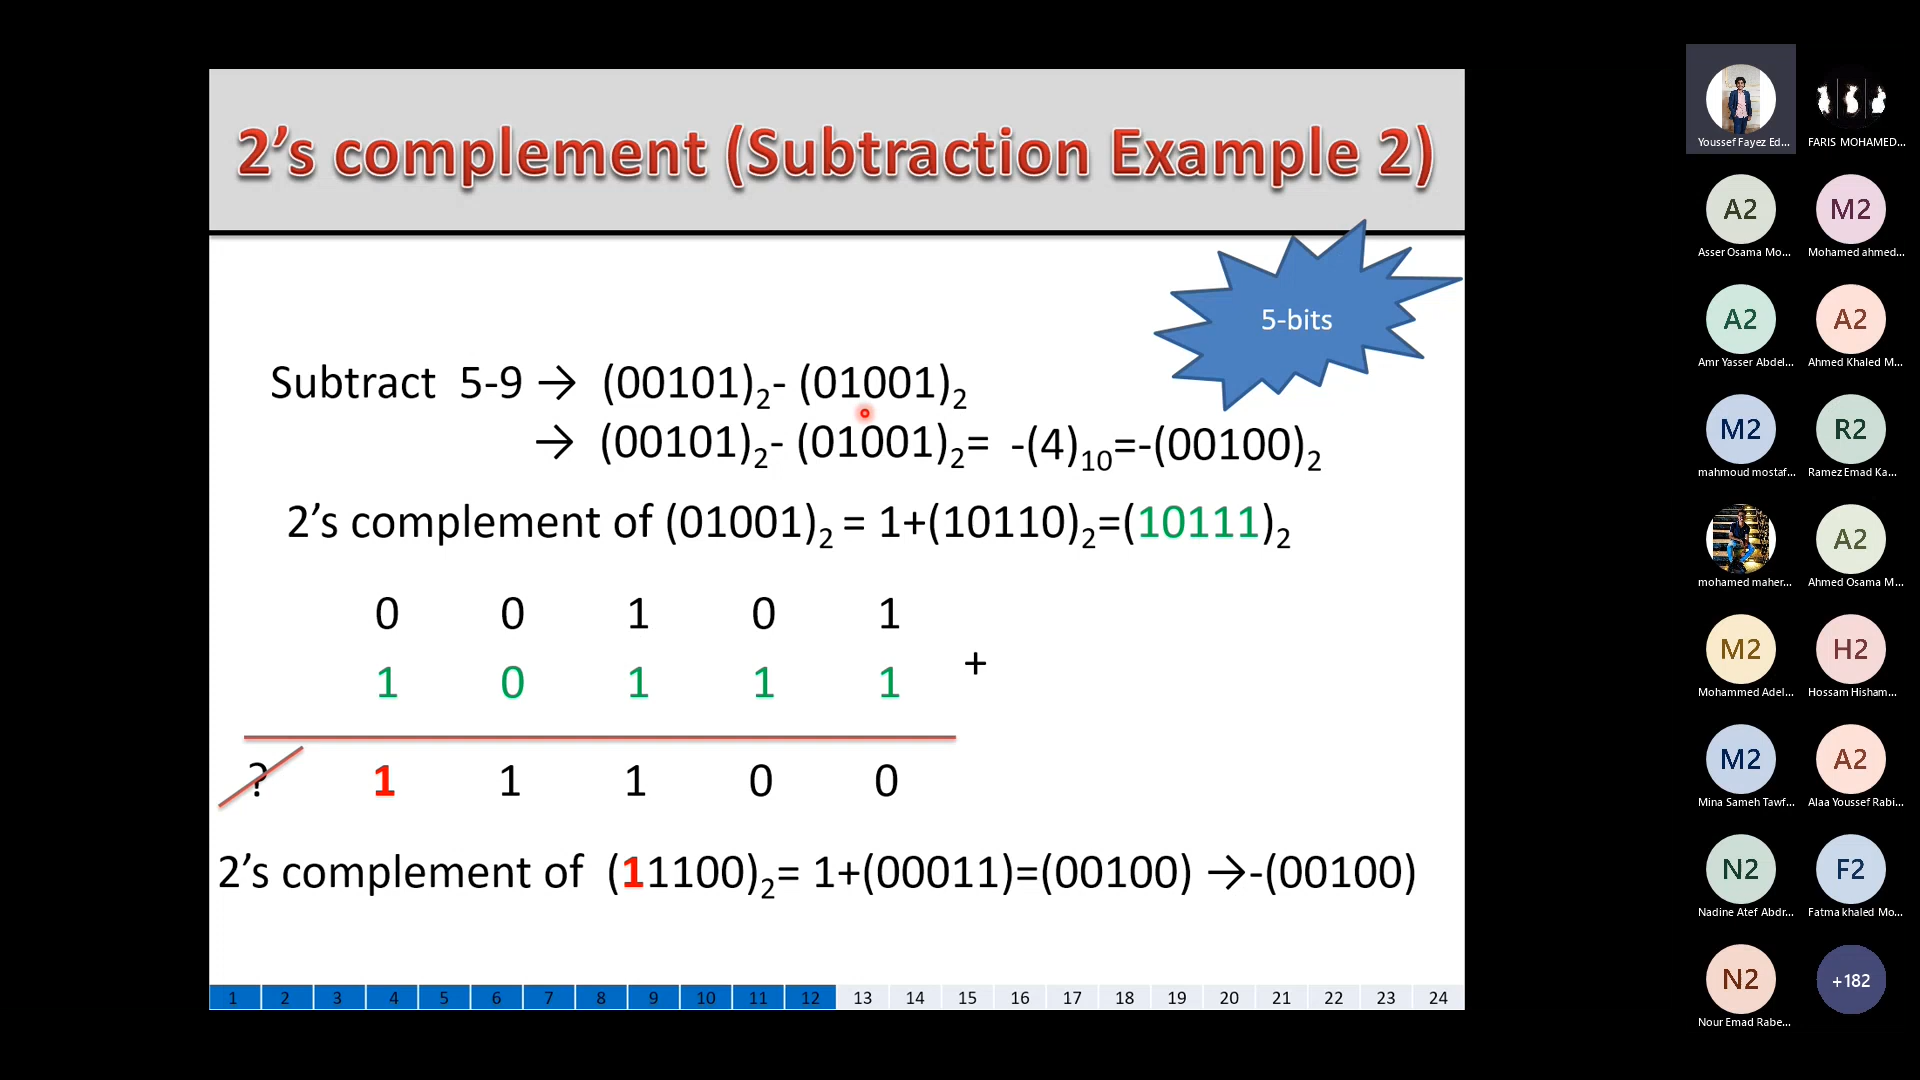 2's complement (Subtraction Example 2)
5-bits
Subtract 5-9 → (00101)₂- (01001)₂
→ (00101)₂- (01001)₂= -(4)₁₀=-(00100)₂
2's complement of (01001)₂ = 1+(10110)₂=(10111)₂
0 0 1 0 1
+
1 0 1 1 1
? 1 1 1 0 0
2's complement of (11100)₂= 1+(00011)=(00100) →-(00100)
1 2 3 4 5 6 7 8 9 10 11 12 13 14 15 16 17 18 19 20 21 22 23 24
Youssef Fayez Ed... FARIS MOHAMED...
A2 M2
Asser Osama Mo... Mohamed ahmed...
A2 A2
Amr Yasser Abdel... Ahmed Khaled M...
M2 R2
mahmoud mostaf... Ramez Emad Ka...
A2
mohamed maher... Ahmed Osama M...
M2 H2
Mohammed Adel... Hossam Hisham...
M2 A2
Mina Sameh Tawf... Alaa Youssef Rabi...
N2 F2
Nadine Atef Abdr... Fatma khaled Mo...
N2 +182
Nour Emad Rabe...